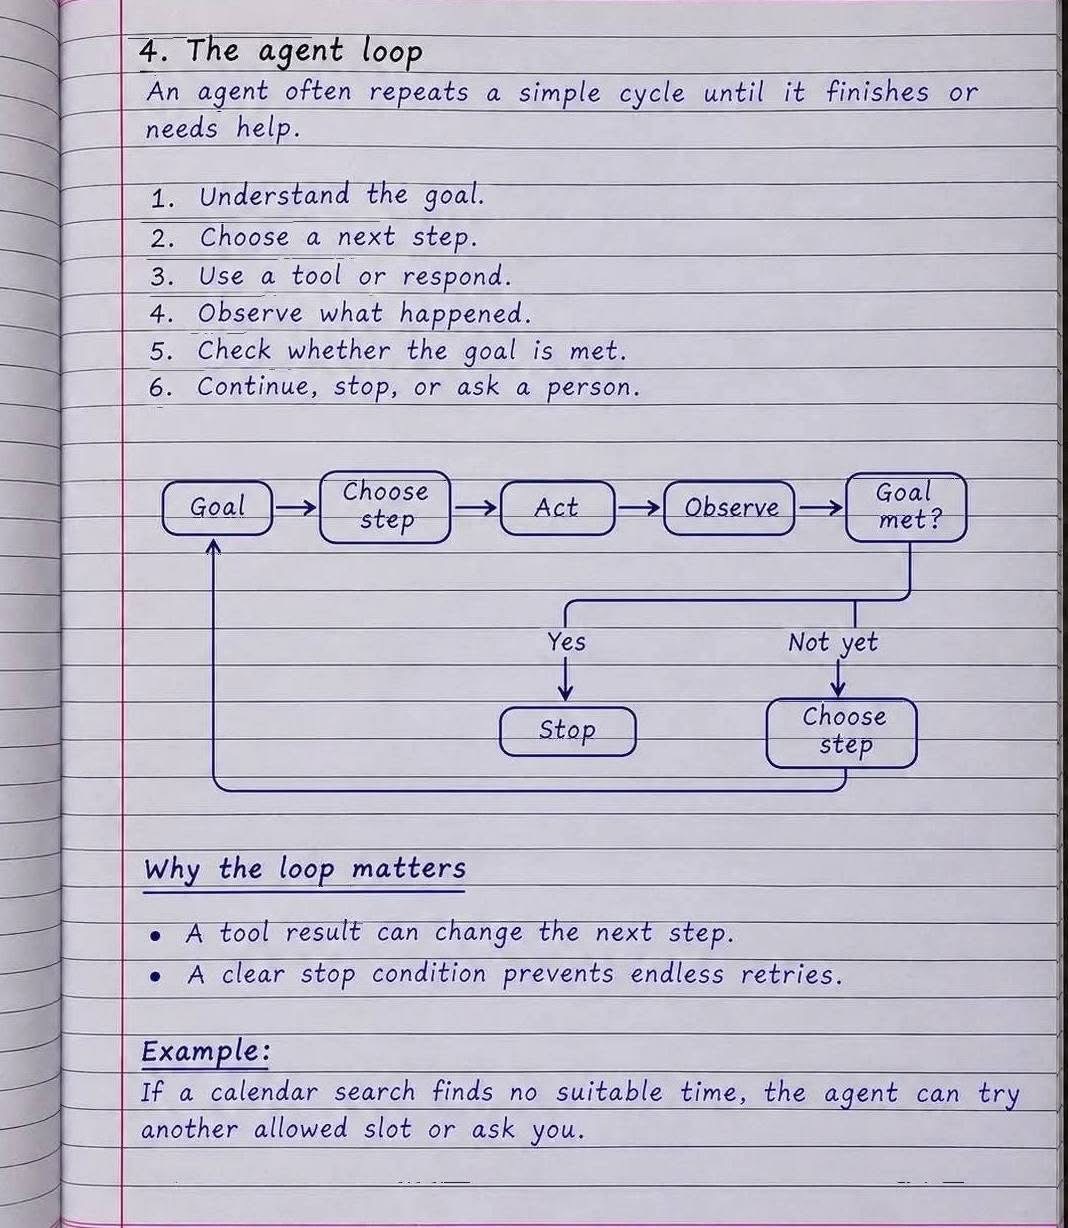 4. The agent loop
An agent often repeats a simple cycle until it finishes or
needs help.
1. Understand the goal.
2. Choose a next step.
3. Use a tool or respond.
4. Observe what happened.
5. Check whether the goal is met.
6. Continue, stop, or ask a person.
Goal
Choose
step
Act
Observe
Goal
met?
Yes
Not yet
Stop
Choose
step
Why the loop matters
• A tool result can change the next step.
• A clear stop condition prevents endless retries.
Example:
If a calendar search finds no suitable time, the agent can try
another allowed slot or ask you.